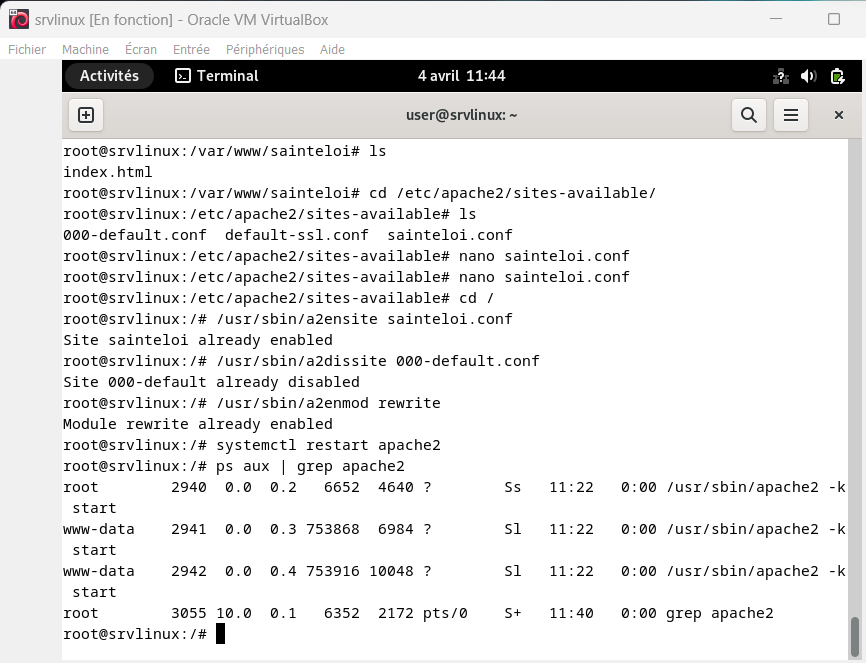 srvlinux [En fonction] - Oracle VM VirtualBox
Fichier Machine Écran Entrée Périphériques Aide
Activités Terminal 4 avril 11:44
user@srvlinux: ~
root@srvlinux:/var/www/sainteloi# ls
index.html
root@srvlinux:/var/www/sainteloi# cd /etc/apache2/sites-available/
root@srvlinux:/etc/apache2/sites-available# ls
000-default.conf  default-ssl.conf  sainteloi.conf
root@srvlinux:/etc/apache2/sites-available# nano sainteloi.conf
root@srvlinux:/etc/apache2/sites-available# nano sainteloi.conf
root@srvlinux:/etc/apache2/sites-available# cd /
root@srvlinux:/# /usr/sbin/a2ensite sainteloi.conf
Site sainteloi already enabled
root@srvlinux:/# /usr/sbin/a2dissite 000-default.conf
Site 000-default already disabled
root@srvlinux:/# /usr/sbin/a2enmod rewrite
Module rewrite already enabled
root@srvlinux:/# systemctl restart apache2
root@srvlinux:/# ps aux | grep apache2
root        2940  0.0  0.2   6652  4640 ?        Ss   11:22   0:00 /usr/sbin/apache2 -k
 start
www-data    2941  0.0  0.3 753868  6984 ?        Sl   11:22   0:00 /usr/sbin/apache2 -k
 start
www-data    2942  0.0  0.4 753916 10048 ?        Sl   11:22   0:00 /usr/sbin/apache2 -k
 start
root        3055 10.0  0.1   6352  2172 pts/0    S+   11:40   0:00 grep apache2
root@srvlinux:/#